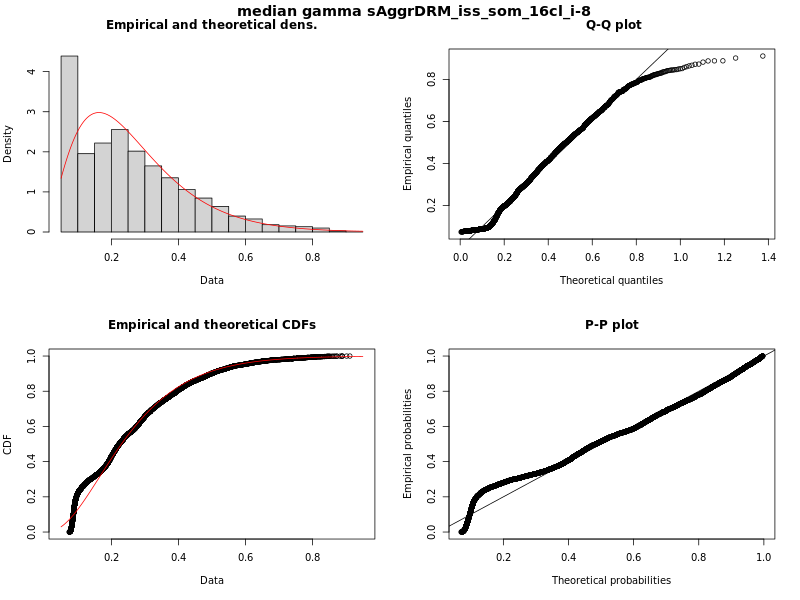 median gamma sAggrDRM_iss_som_16cl_i-8
Empirical and theoretical dens.
Density
0
1
2
3
4
0.2 0.4 0.6 0.8
Data
Q-Q plot
Empirical quantiles
0.2
0.4
0.6
0.8
0.0 0.2 0.4 0.6 0.8 1.0 1.2 1.4
Theoretical quantiles
Empirical and theoretical CDFs
CDF
0.0
0.2
0.4
0.6
0.8
1.0
0.2 0.4 0.6 0.8
Data
P-P plot
Empirical probabilities
0.0
0.2
0.4
0.6
0.8
1.0
0.2 0.4 0.6 0.8 1.0
Theoretical probabilities